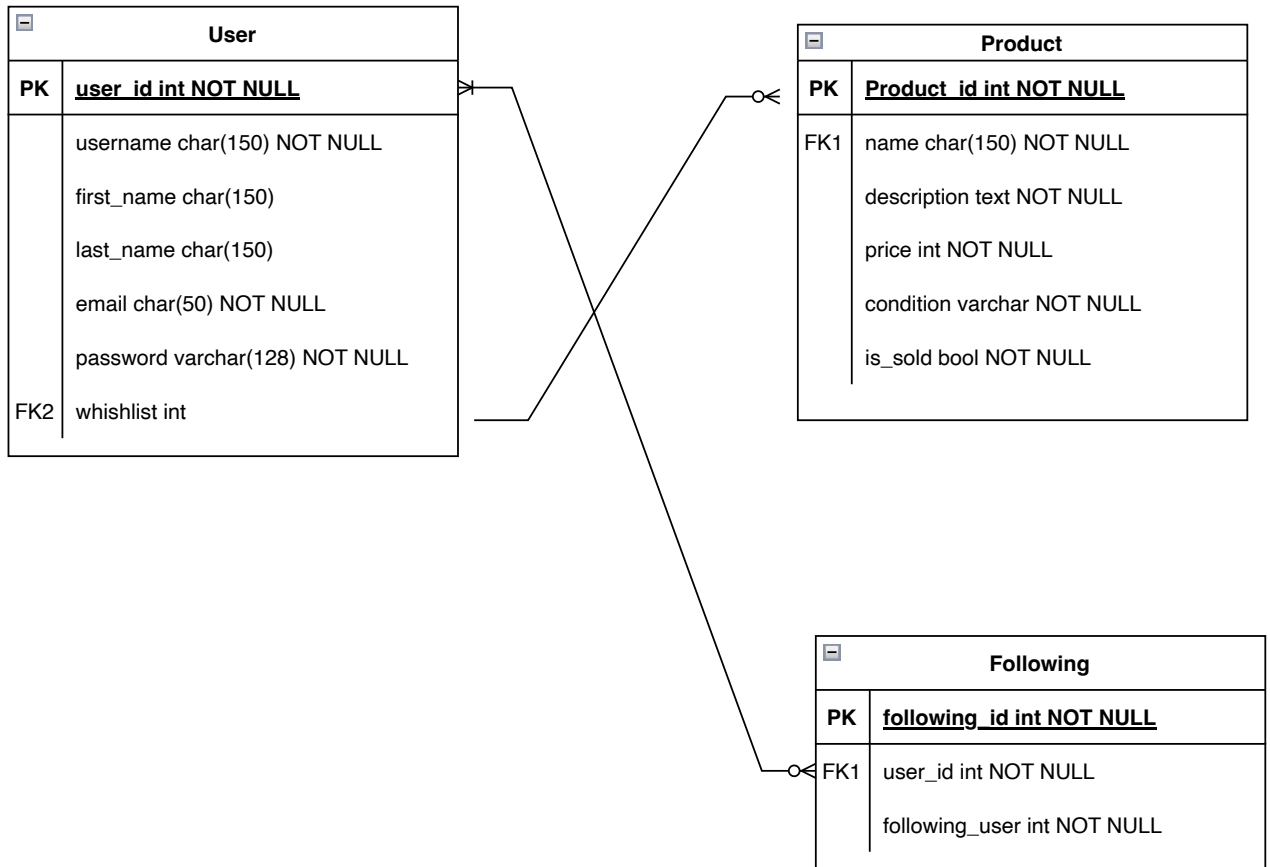 User
PK user_id int NOT NULL
username char(150) NOT NULL
first_name char(150)
last_name char(150)
email char(50) NOT NULL
password varchar(128) NOT NULL
FK2 whishlist int
Product
PK Product_id int NOT NULL
FK1 name char(150) NOT NULL
description text NOT NULL
price int NOT NULL
condition varchar NOT NULL
is_sold bool NOT NULL
Following
PK following_id int NOT NULL
FK1 user_id int NOT NULL
following_user int NOT NULL